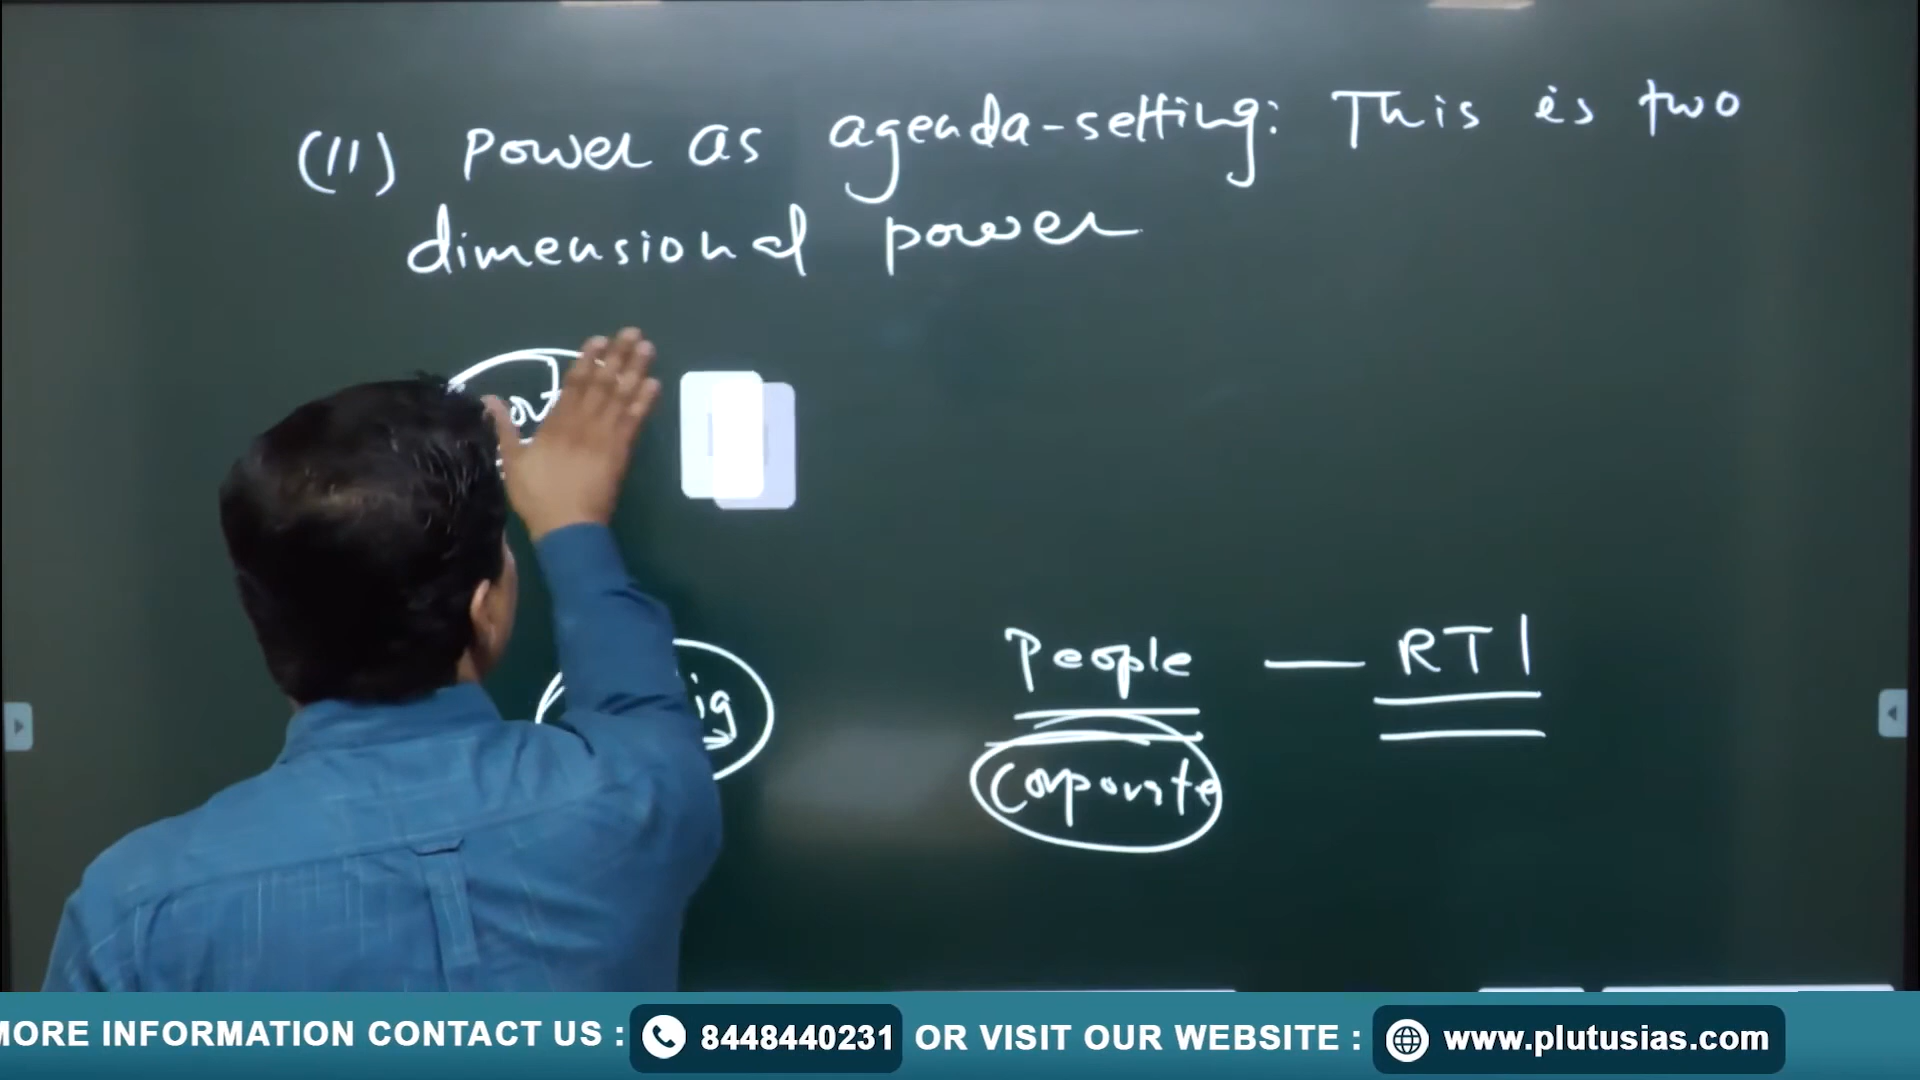 (II) Power as agenda-setting: This is two
dimensional power
People — RTI
Corporate
MORE INFORMATION CONTACT US : 8448440231 OR VISIT OUR WEBSITE : www.plutusias.com